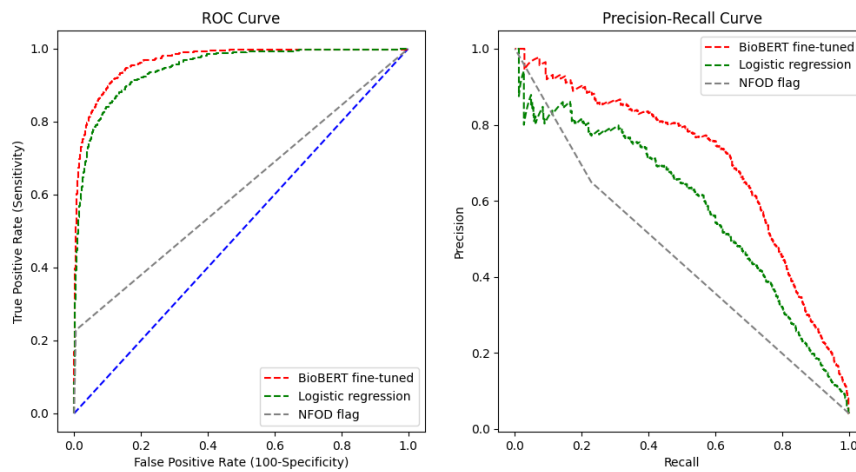 ROC Curve
1.0
0.8
0.6
0.4
0.2
0.0
True Positive Rate (Sensitivity)
0.0 0.2 0.4 0.6 0.8 1.0
False Positive Rate (100-Specificity)
BioBERT fine-tuned
Logistic regression
NFOD flag
Precision-Recall Curve
1.0
0.8
0.6
0.4
0.2
0.0
Precision
0.0 0.2 0.4 0.6 0.8 1.0
Recall
BioBERT fine-tuned
Logistic regression
NFOD flag